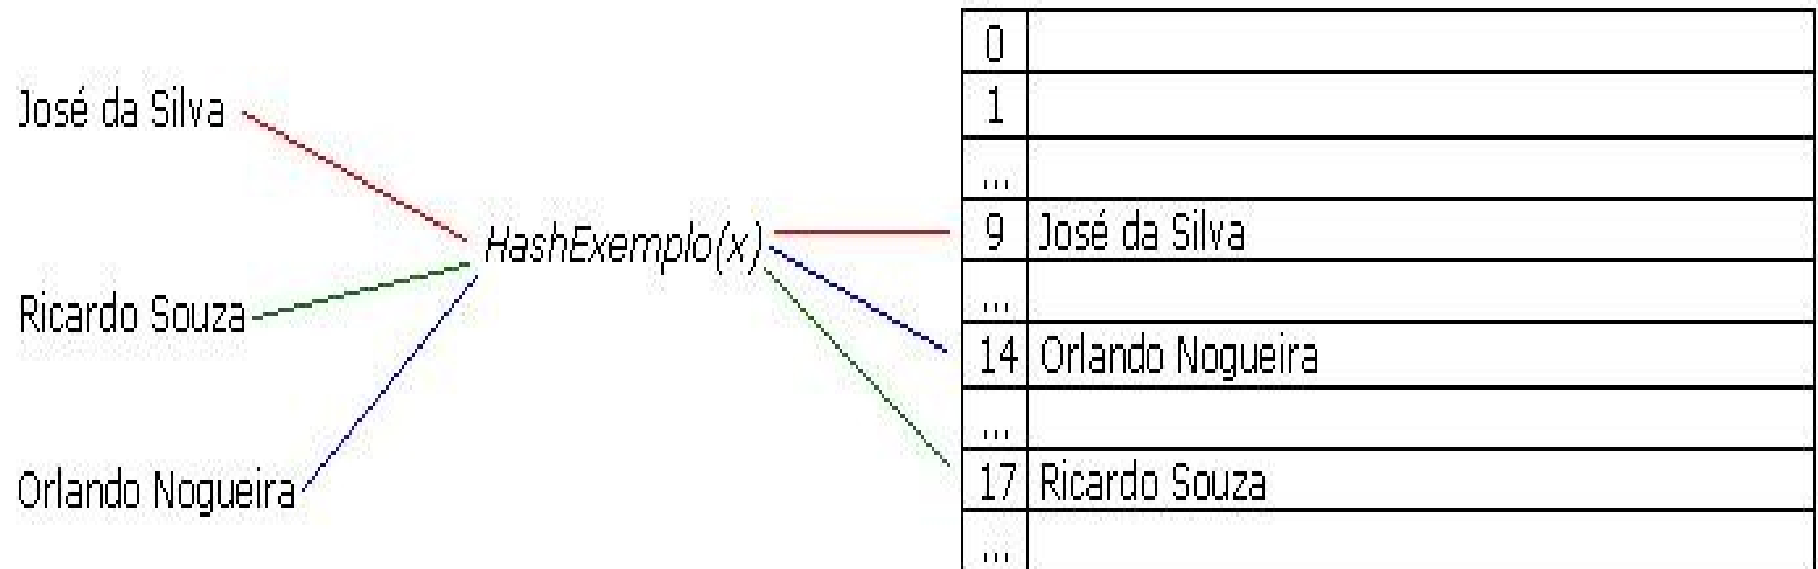 José da Silva
Ricardo Souza
Orlando Nogueira
HashExemplo(x)
0
1
...
9 José da Silva
...
14 Orlando Nogueira
...
17 Ricardo Souza
...